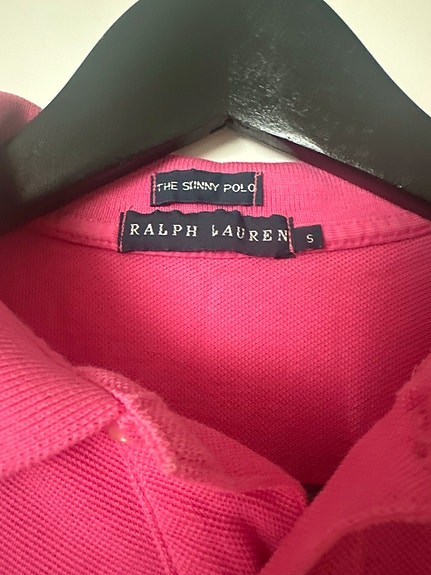 THE SKINNY POLO
RALPH LAUREN
S